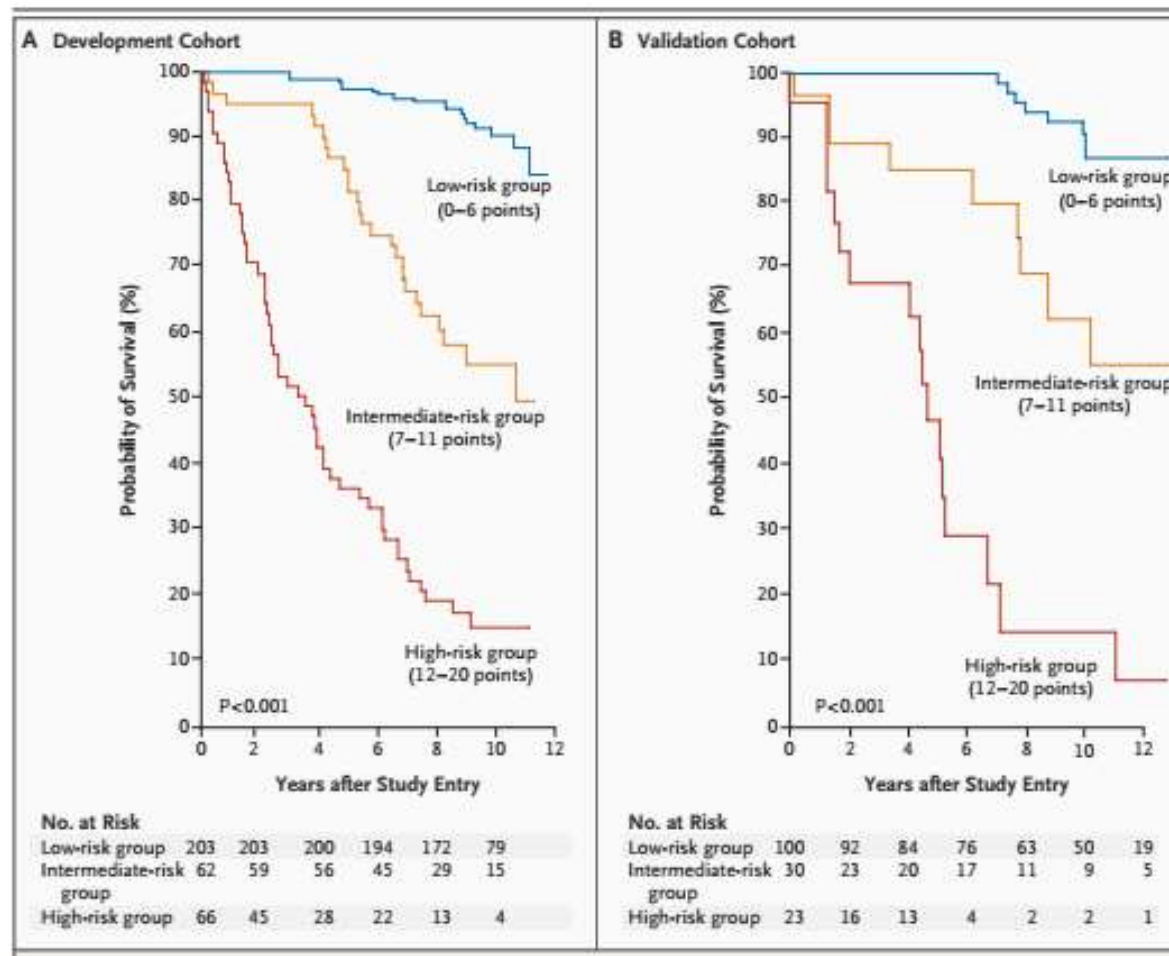 A Development Cohort
100
90
80
70
60
50
40
30
20
10
0
Probability of Survival (%)
Low-risk group
(0–6 points)
Intermediate-risk group
(7–11 points)
High-risk group
(12–20 points)
P<0.001
0 2 4 6 8 10 12
Years after Study Entry
No. at Risk
Low-risk group 203 203 200 194 172 79
Intermediate-risk 62 59 56 45 29 15
group
High-risk group 66 45 28 22 13 4
B Validation Cohort
100
90
80
70
60
50
40
30
20
10
0
Probability of Survival (%)
Low-risk group
(0–6 points)
Intermediate-risk group
(7–11 points)
High-risk group
(12–20 points)
P<0.001
0 2 4 6 8 10 12
Years after Study Entry
No. at Risk
Low-risk group 100 92 84 76 63 50 19
Intermediate-risk 30 23 20 17 11 9 5
group
High-risk group 23 16 13 4 2 2 1